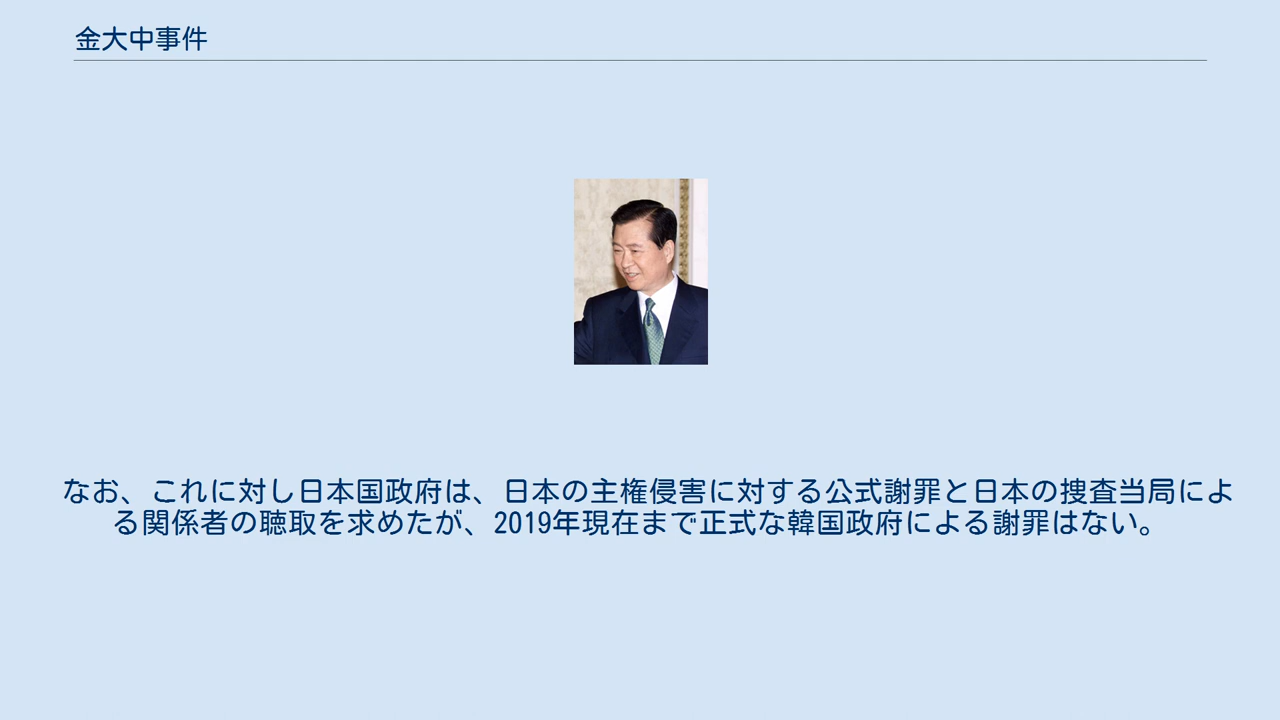 金大中事件
なお、これに対し日本国政府は、日本の主権侵害に対する公式謝罪と日本の捜査当局によ
る関係者の聴取を求めたが、2019年現在まで正式な韓国政府による謝罪はない。